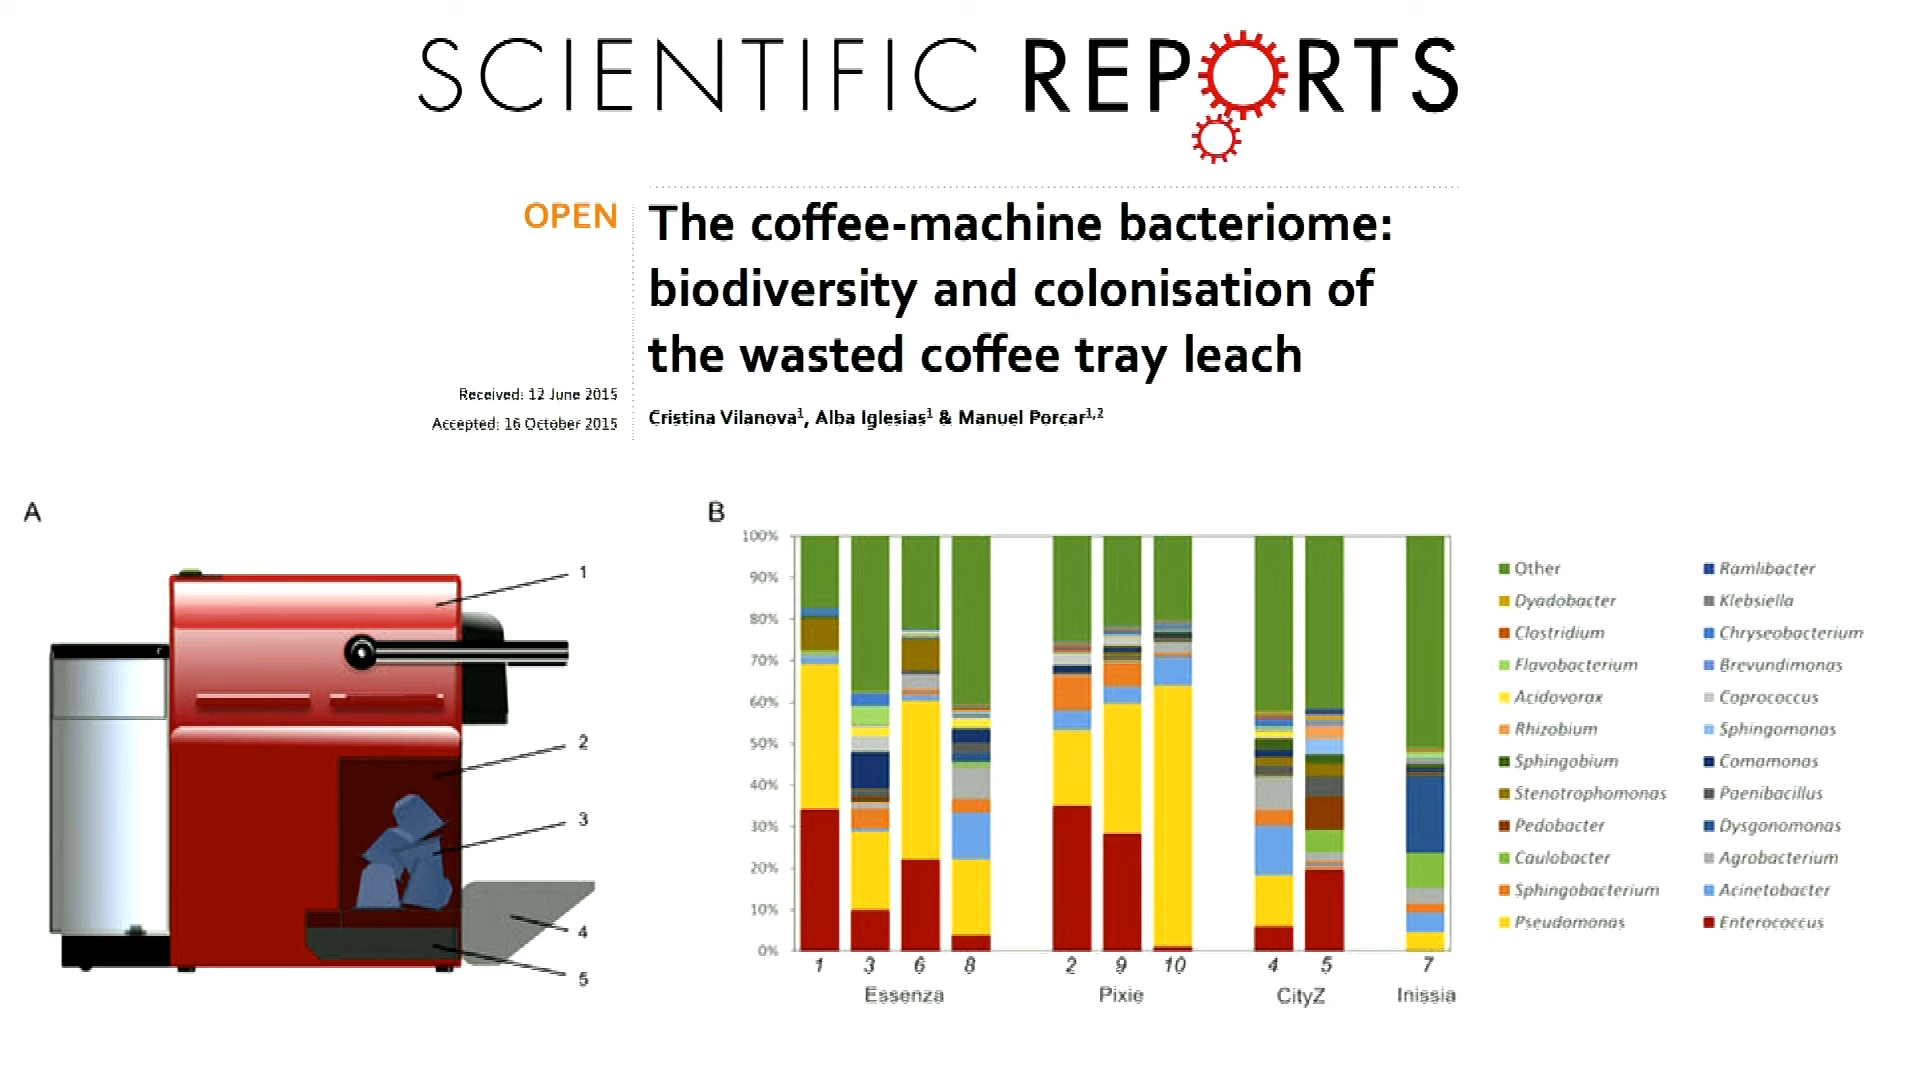 SCIENTIFIC REPORTS
OPEN
The coffee-machine bacteriome:
biodiversity and colonisation of
the wasted coffee tray leach
Received: 12 June 2015
Accepted: 16 October 2015
Cristina Vilanova¹, Alba Iglesias¹ & Manuel Porcar¹,²
A
1
2
3
4
5
B
100%
90%
80%
70%
60%
50%
40%
30%
20%
10%
0%
1 3 6 8 2 9 10 4 5 7
Essenza Pixie CityZ Inissia
Other Ramlibacter
Dyadobacter Klebsiella
Clostridium Chryseobacterium
Flavobacterium Brevundimonas
Acidovorax Coprococcus
Rhizobium Sphingomonas
Sphingobium Comamonas
Stenotrophomonas Paenibacillus
Pedobacter Dysgonomonas
Caulobacter Agrobacterium
Sphingobacterium Acinetobacter
Pseudomonas Enterococcus